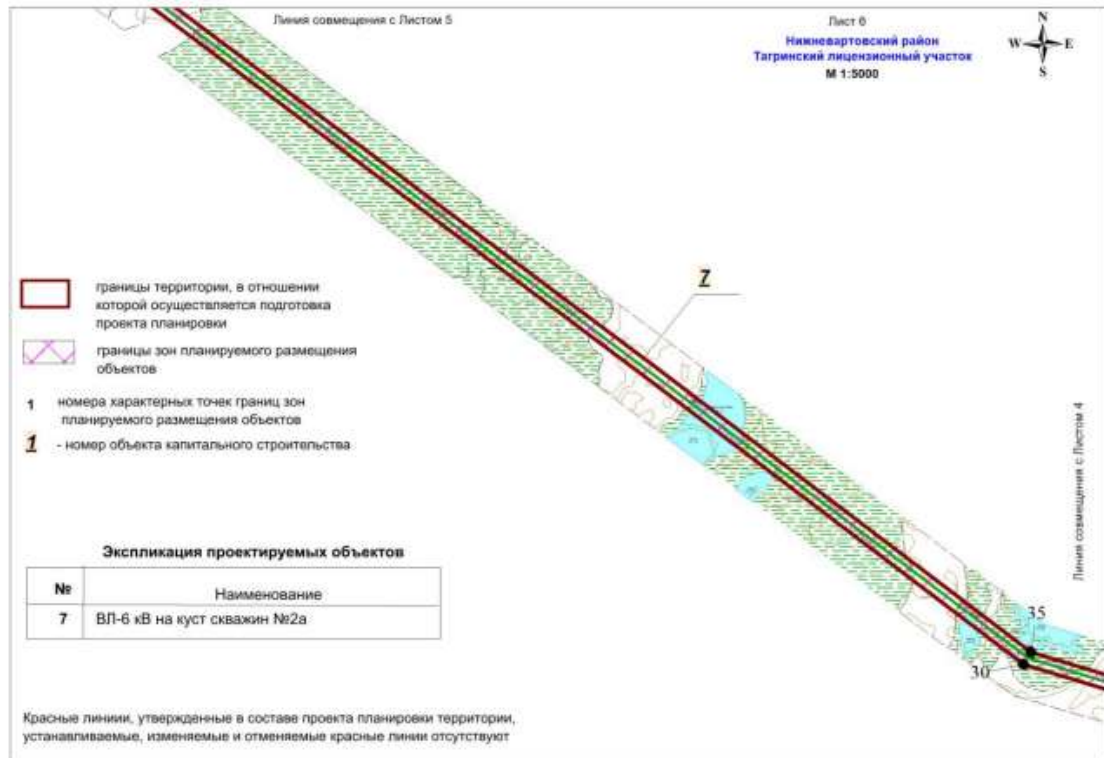 Линия совмещения с Листом 5
Лист 6
Нижневартовский район
Тагринский лицензионный участок
М 1:5000
N
W
E
S
7
границы территории, в отношении
которой осуществляется подготовка
проекта планировки
границы зон планируемого размещения
объектов
1 номера характерных точек границ зон
планируемого размещения объектов
1 - номер объекта капитального строительства
Линия совмещения с Листом 4
Экспликация проектируемых объектов
№ Наименование
7 ВЛ-6 кВ на куст скважин №2а
35
30
Красные линиии, утвержденные в составе проекта планировки территории,
устанавливаемые, изменяемые и отменяемые красные линии отсутствуют